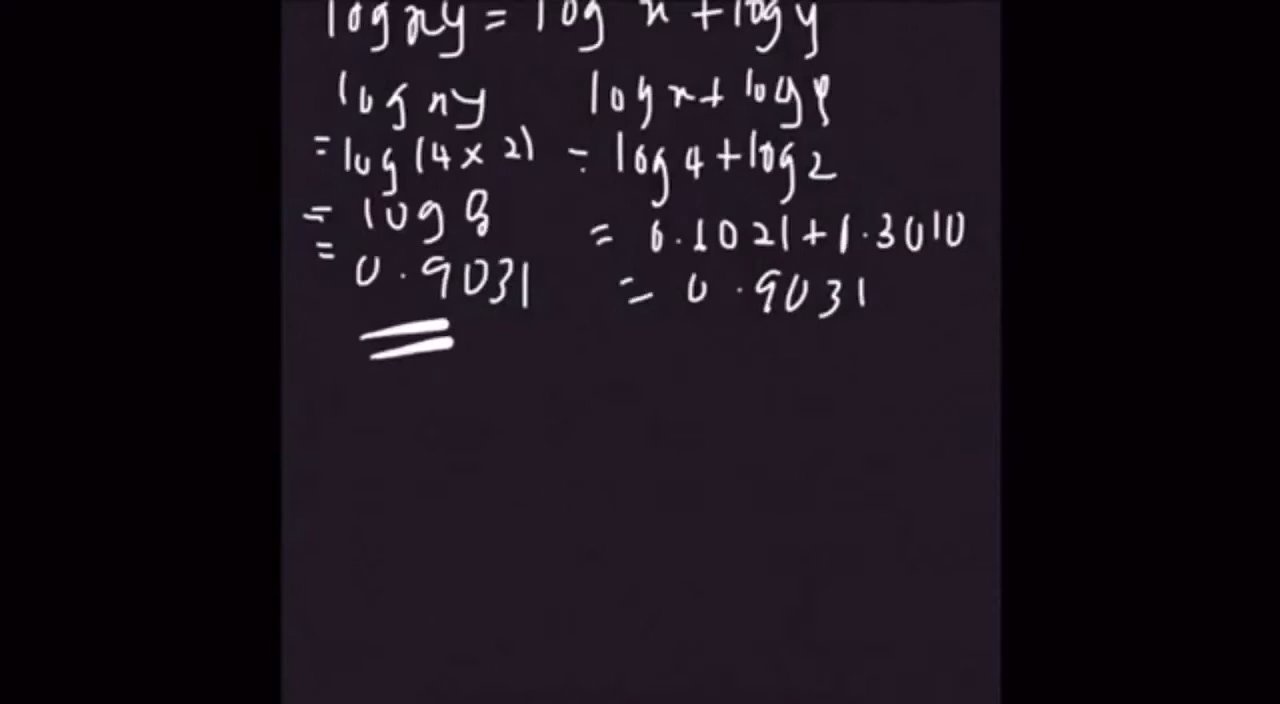 log xy = log x + log y
log xy log x + log y
= log (4 x 2) = log 4 + log 2
= log 8 = 0.1021 + 1.3010
= 0.9031 = 0.9031